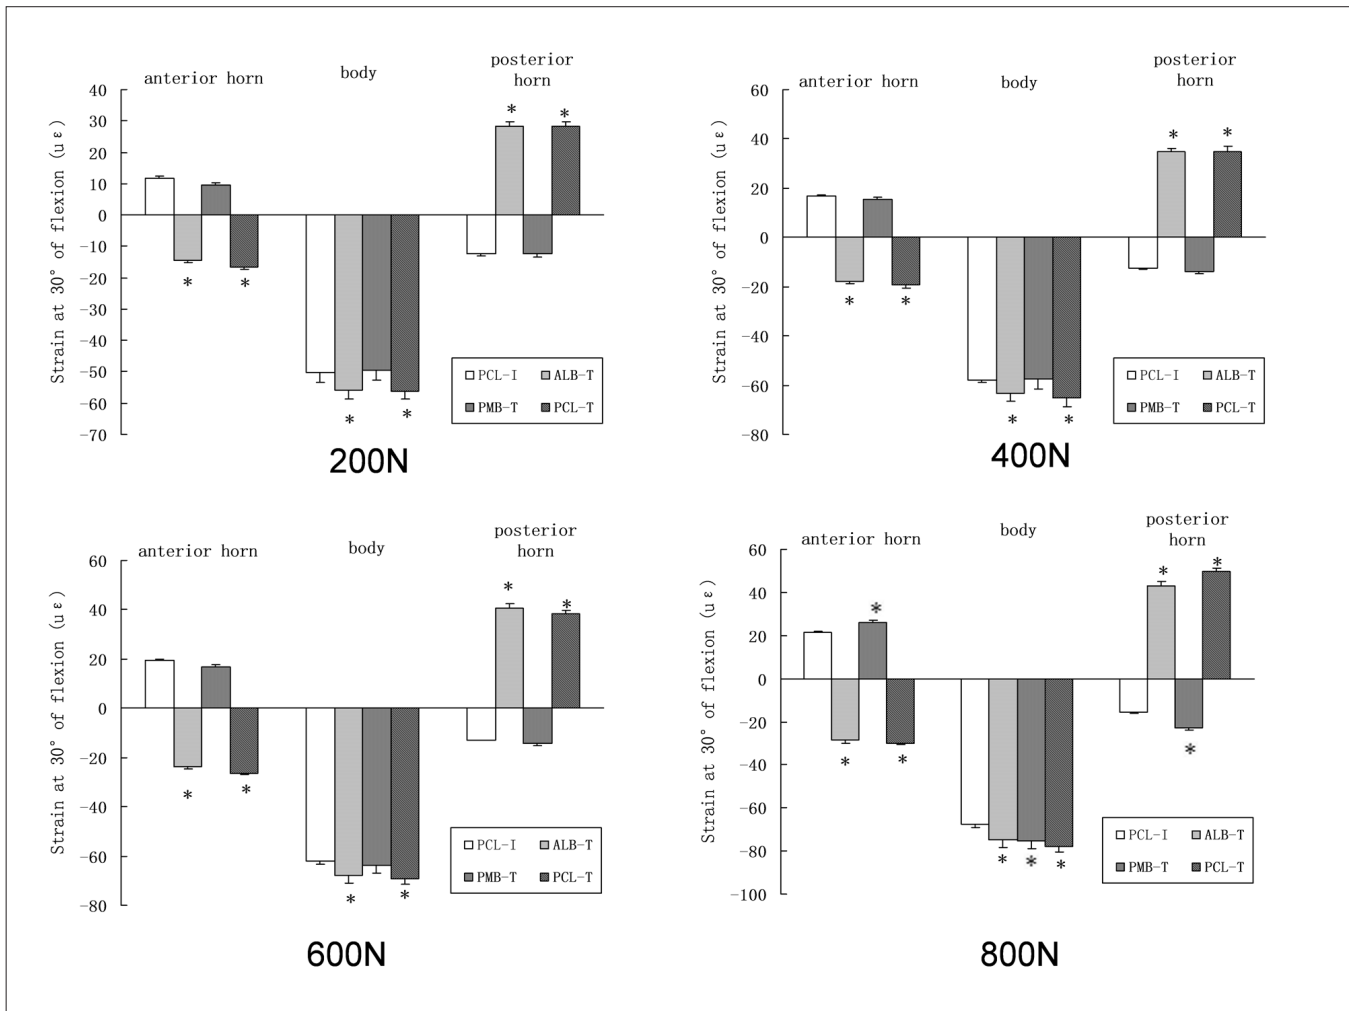 anterior horn
body
posterior
horn
40
30
20
10
0
-10
-20
-30
-40
-50
-60
-70
Strain at 30° of flexion (uε)
* * * * * *
PCL-I ALB-T
PMB-T PCL-T
200N
anterior horn
body
posterior
horn
60
40
20
0
-20
-40
-60
-80
Strain at 30° of flexion (uε)
* * * * * *
PCL-I ALB-T
PMB-T PCL-T
400N
anterior horn
body
posterior
horn
60
40
20
0
-20
-40
-60
-80
Strain at 30° of flexion (uε)
* * * * * *
PCL-I ALB-T
PMB-T PCL-T
600N
anterior horn
body
posterior
horn
60
40
20
0
-20
-40
-60
-80
-100
Strain at 30° of flexion (uε)
* * * * * * * * *
PCL-I ALB-T
PMB-T PCL-T
800N